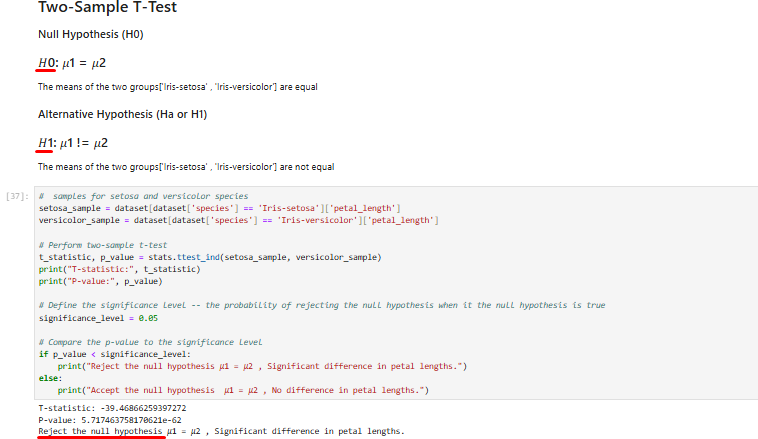 Two-Sample T-Test
Null Hypothesis (H0)
H0: μ1 = μ2
The means of the two groups['Iris-setosa' , 'Iris-versicolor'] are equal
Alternative Hypothesis (Ha or H1)
H1: μ1 != μ2
The means of the two groups['Iris-setosa' , 'Iris-versicolor'] are not equal
[37]: #  samples for setosa and versicolor species
setosa_sample = dataset[dataset['species'] == 'Iris-setosa']['petal_length']
versicolor_sample = dataset[dataset['species'] == 'Iris-versicolor']['petal_length']
# Perform two-sample t-test
t_statistic, p_value = stats.ttest_ind(setosa_sample, versicolor_sample)
print("T-statistic:", t_statistic)
print("P-value:", p_value)
# Define the significance level -- the probability of rejecting the null hypothesis when it the null hypothesis is true
significance_level = 0.05
# Compare the p-value to the significance level
if p_value < significance_level:
    print("Reject the null hypothesis μ1 = μ2 , Significant difference in petal lengths.")
else:
    print("Accept the null hypothesis  μ1 = μ2 , No difference in petal lengths.")
T-statistic: -39.46866259397272
P-value: 5.717463758170621e-62
Reject the null hypothesis μ1 = μ2 , Significant difference in petal lengths.